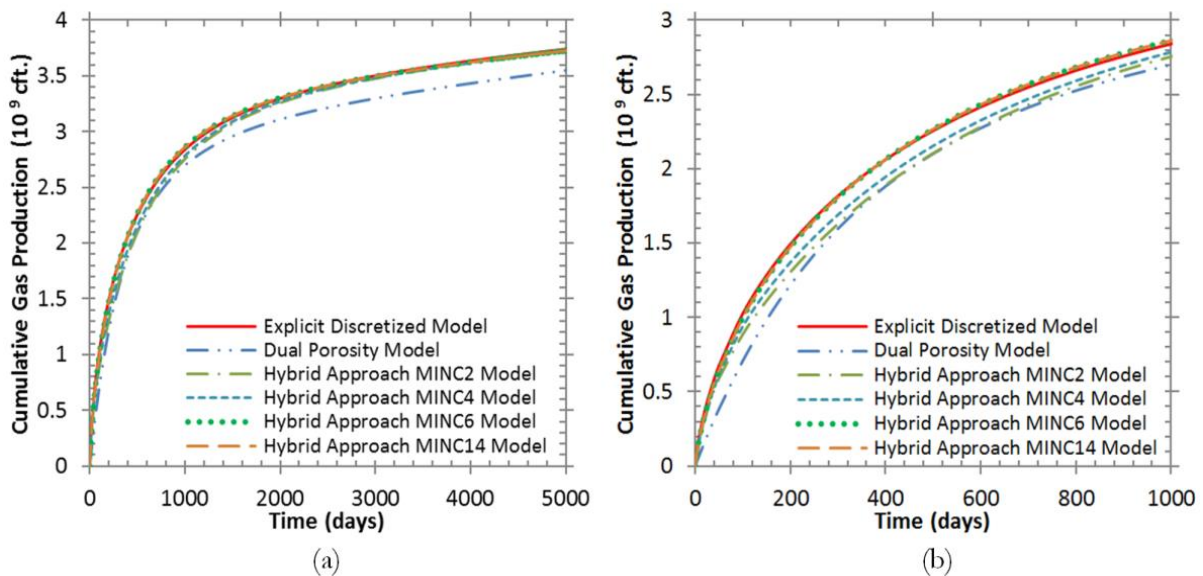 Cumulative Gas Production (10 9 cft.)
4
3.5
3
2.5
2
1.5
1
0.5
0
Explicit Discretized Model
Dual Porosity Model
Hybrid Approach MINC2 Model
Hybrid Approach MINC4 Model
Hybrid Approach MINC6 Model
Hybrid Approach MINC14 Model
0 1000 2000 3000 4000 5000
Time (days)
(a)
Cumulative Gas Production (10 9 cft.)
3
2.5
2
1.5
1
0.5
0
Explicit Discretized Model
Dual Porosity Model
Hybrid Approach MINC2 Model
Hybrid Approach MINC4 Model
Hybrid Approach MINC6 Model
Hybrid Approach MINC14 Model
0 200 400 600 800 1000
Time (days)
(b)